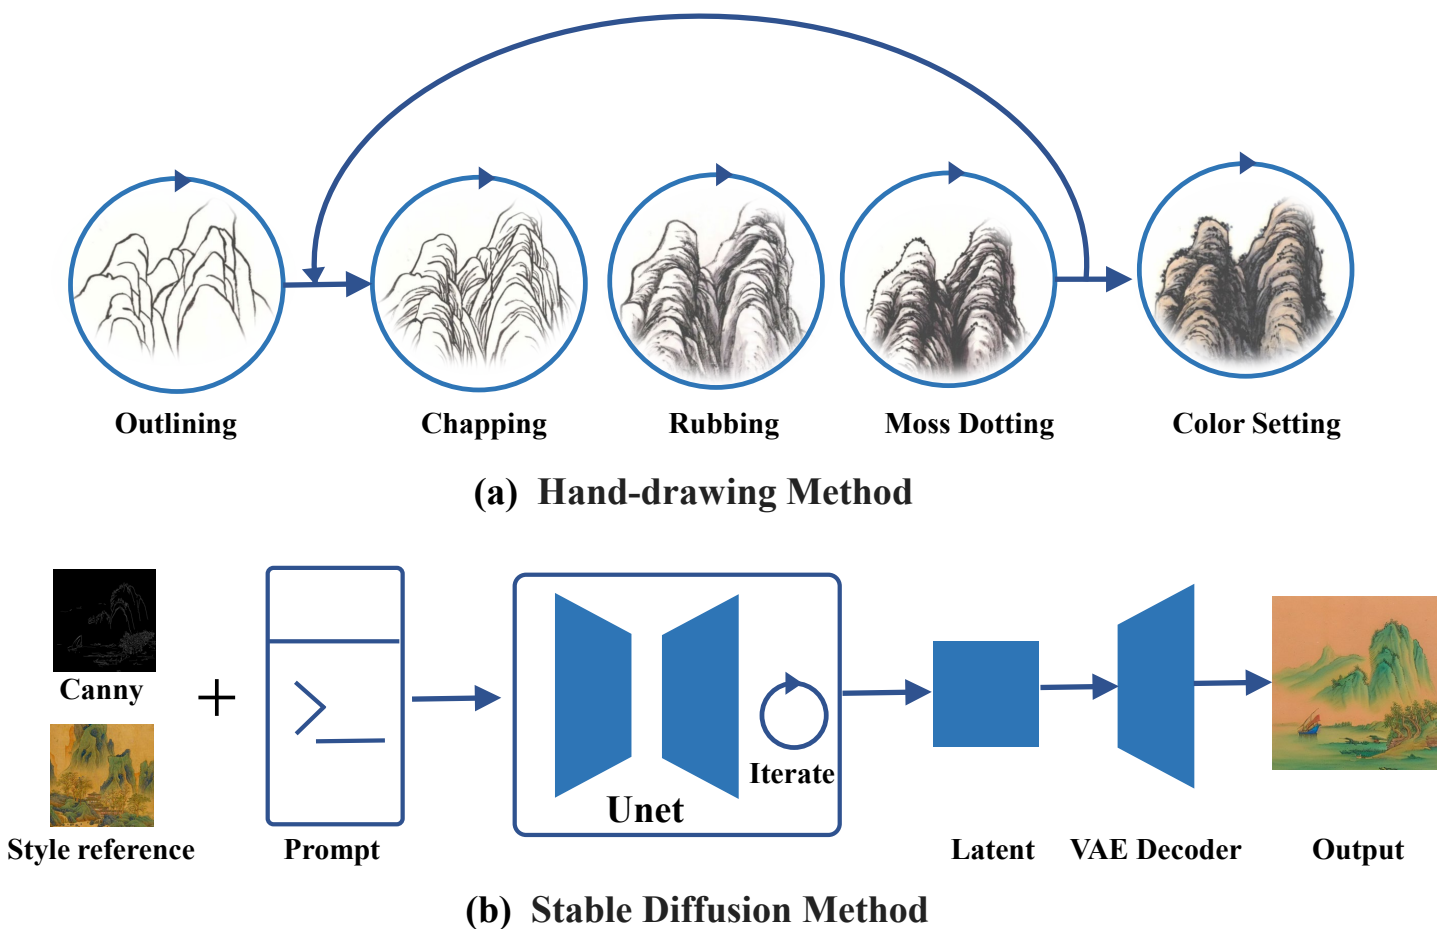 Outlining
Chapping
Rubbing
Moss Dotting
Color Setting
(a) Hand-drawing Method
Canny
Style reference
Prompt
Unet
Iterate
Latent
VAE Decoder
Output
(b) Stable Diffusion Method